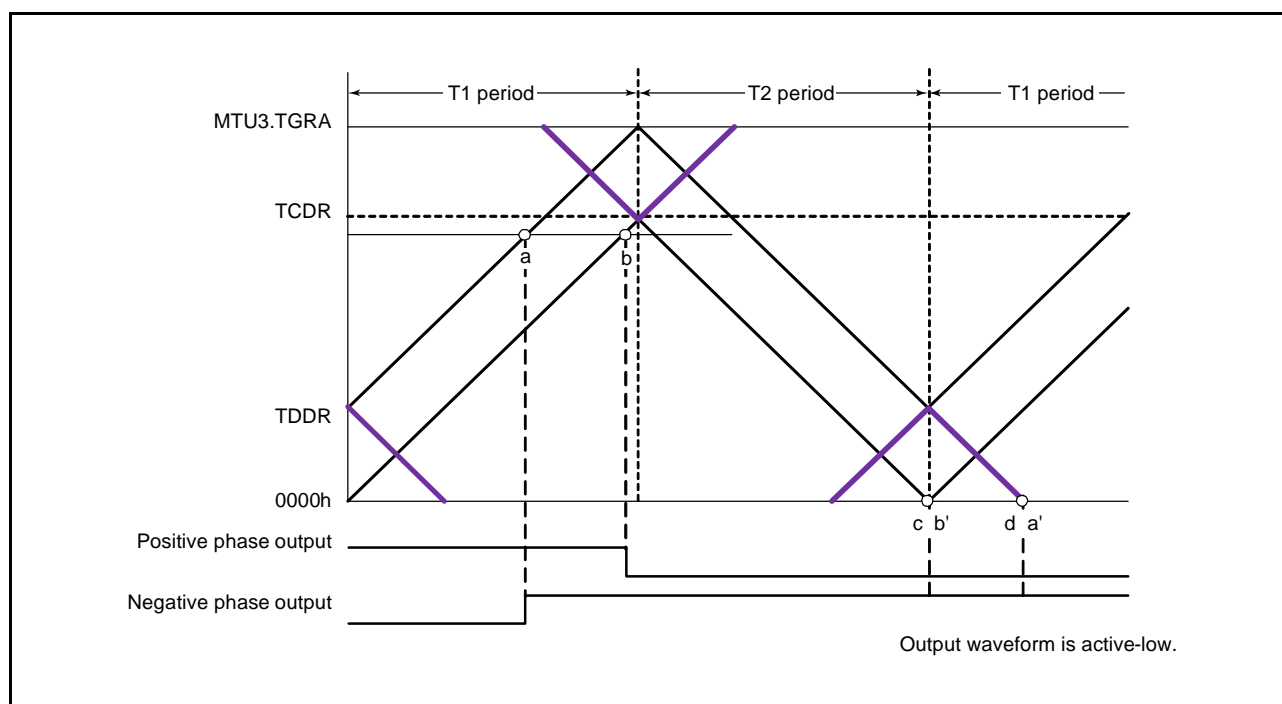 T1 period
T2 period
T1 period
MTU3.TGRA
TCDR
a
b
TDDR
0000h
c b' d a'
Positive phase output
Negative phase output
Output waveform is active-low.